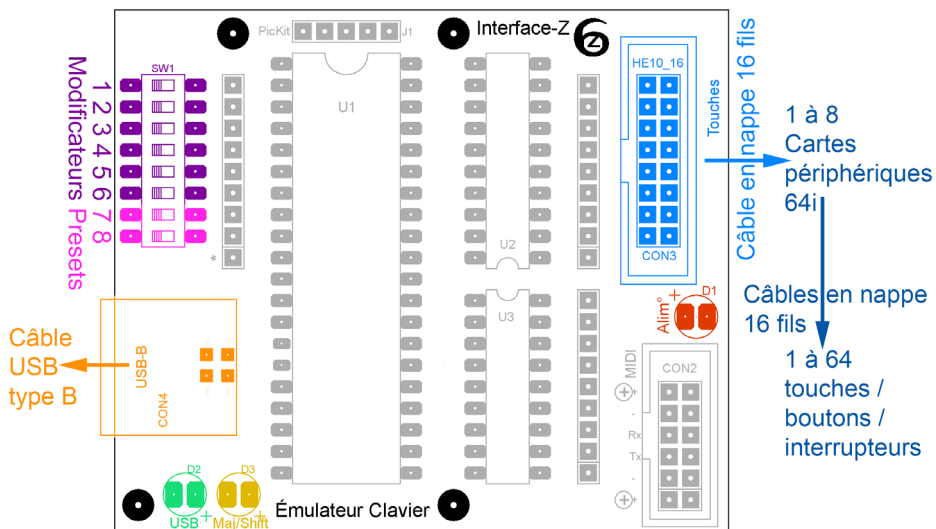 PicKit
J1
Interface-Z
6
z
SW1
Modificateurs
Presets
1
2
3
4
5
6
7
8
U1
HE10_16
Touches
Câble en nappe 16 fils
1 à 8
Cartes
périphériques
64i
U2
CON3
*
Câble
USB
type B
USB-B
CON4
U3
D1
+
Alim°
Câbles en nappe
16 fils
1 à 64
touches /
boutons /
interrupteurs
MIDI
CON2
+
-
Rx
Tx
-
+
D2
USB
+
D3
Maj/Shift
+
Émulateur Clavier